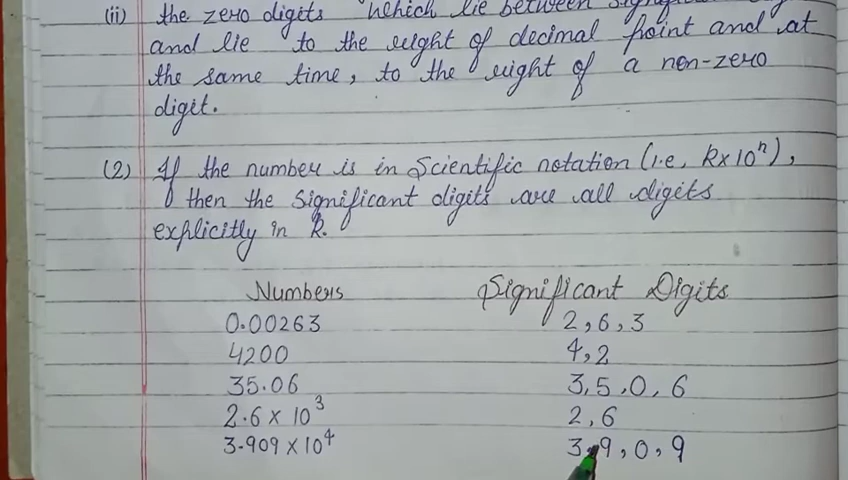 (ii) the zero digits which lie between
and lie to the right of decimal point and at
the same time, to the right of a non-zero
digit.
(2) If the number is in Scientific notation (i.e, k×10ⁿ),
then the significant digits are all digits
explicitly in k.
Numbers Significant Digits
0.00263 2,6,3
4200 4,2
35.06 3,5,0,6
2.6×10³ 2,6
3.909×10⁴ 3,9,0,9